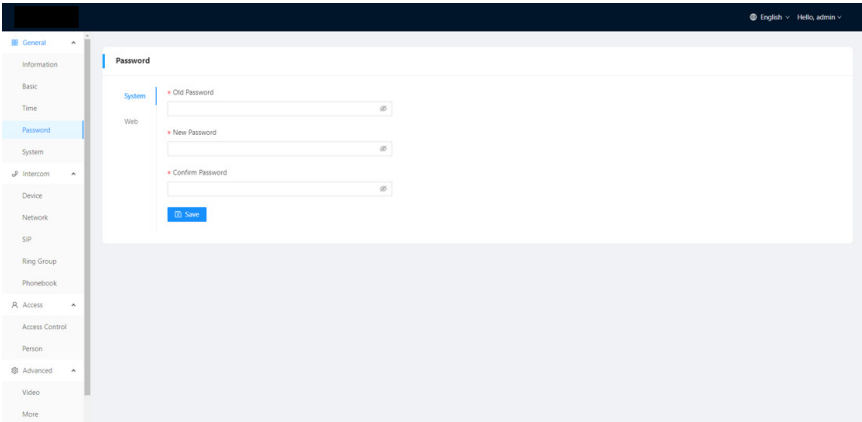 English
Hello, admin
General
Information
Basic
Time
Password
System
Intercom
Device
Network
SIP
Ring Group
Phonebook
Access
Access Control
Person
Advanced
Video
More
Password
System
Web
* Old Password
* New Password
* Confirm Password
Save